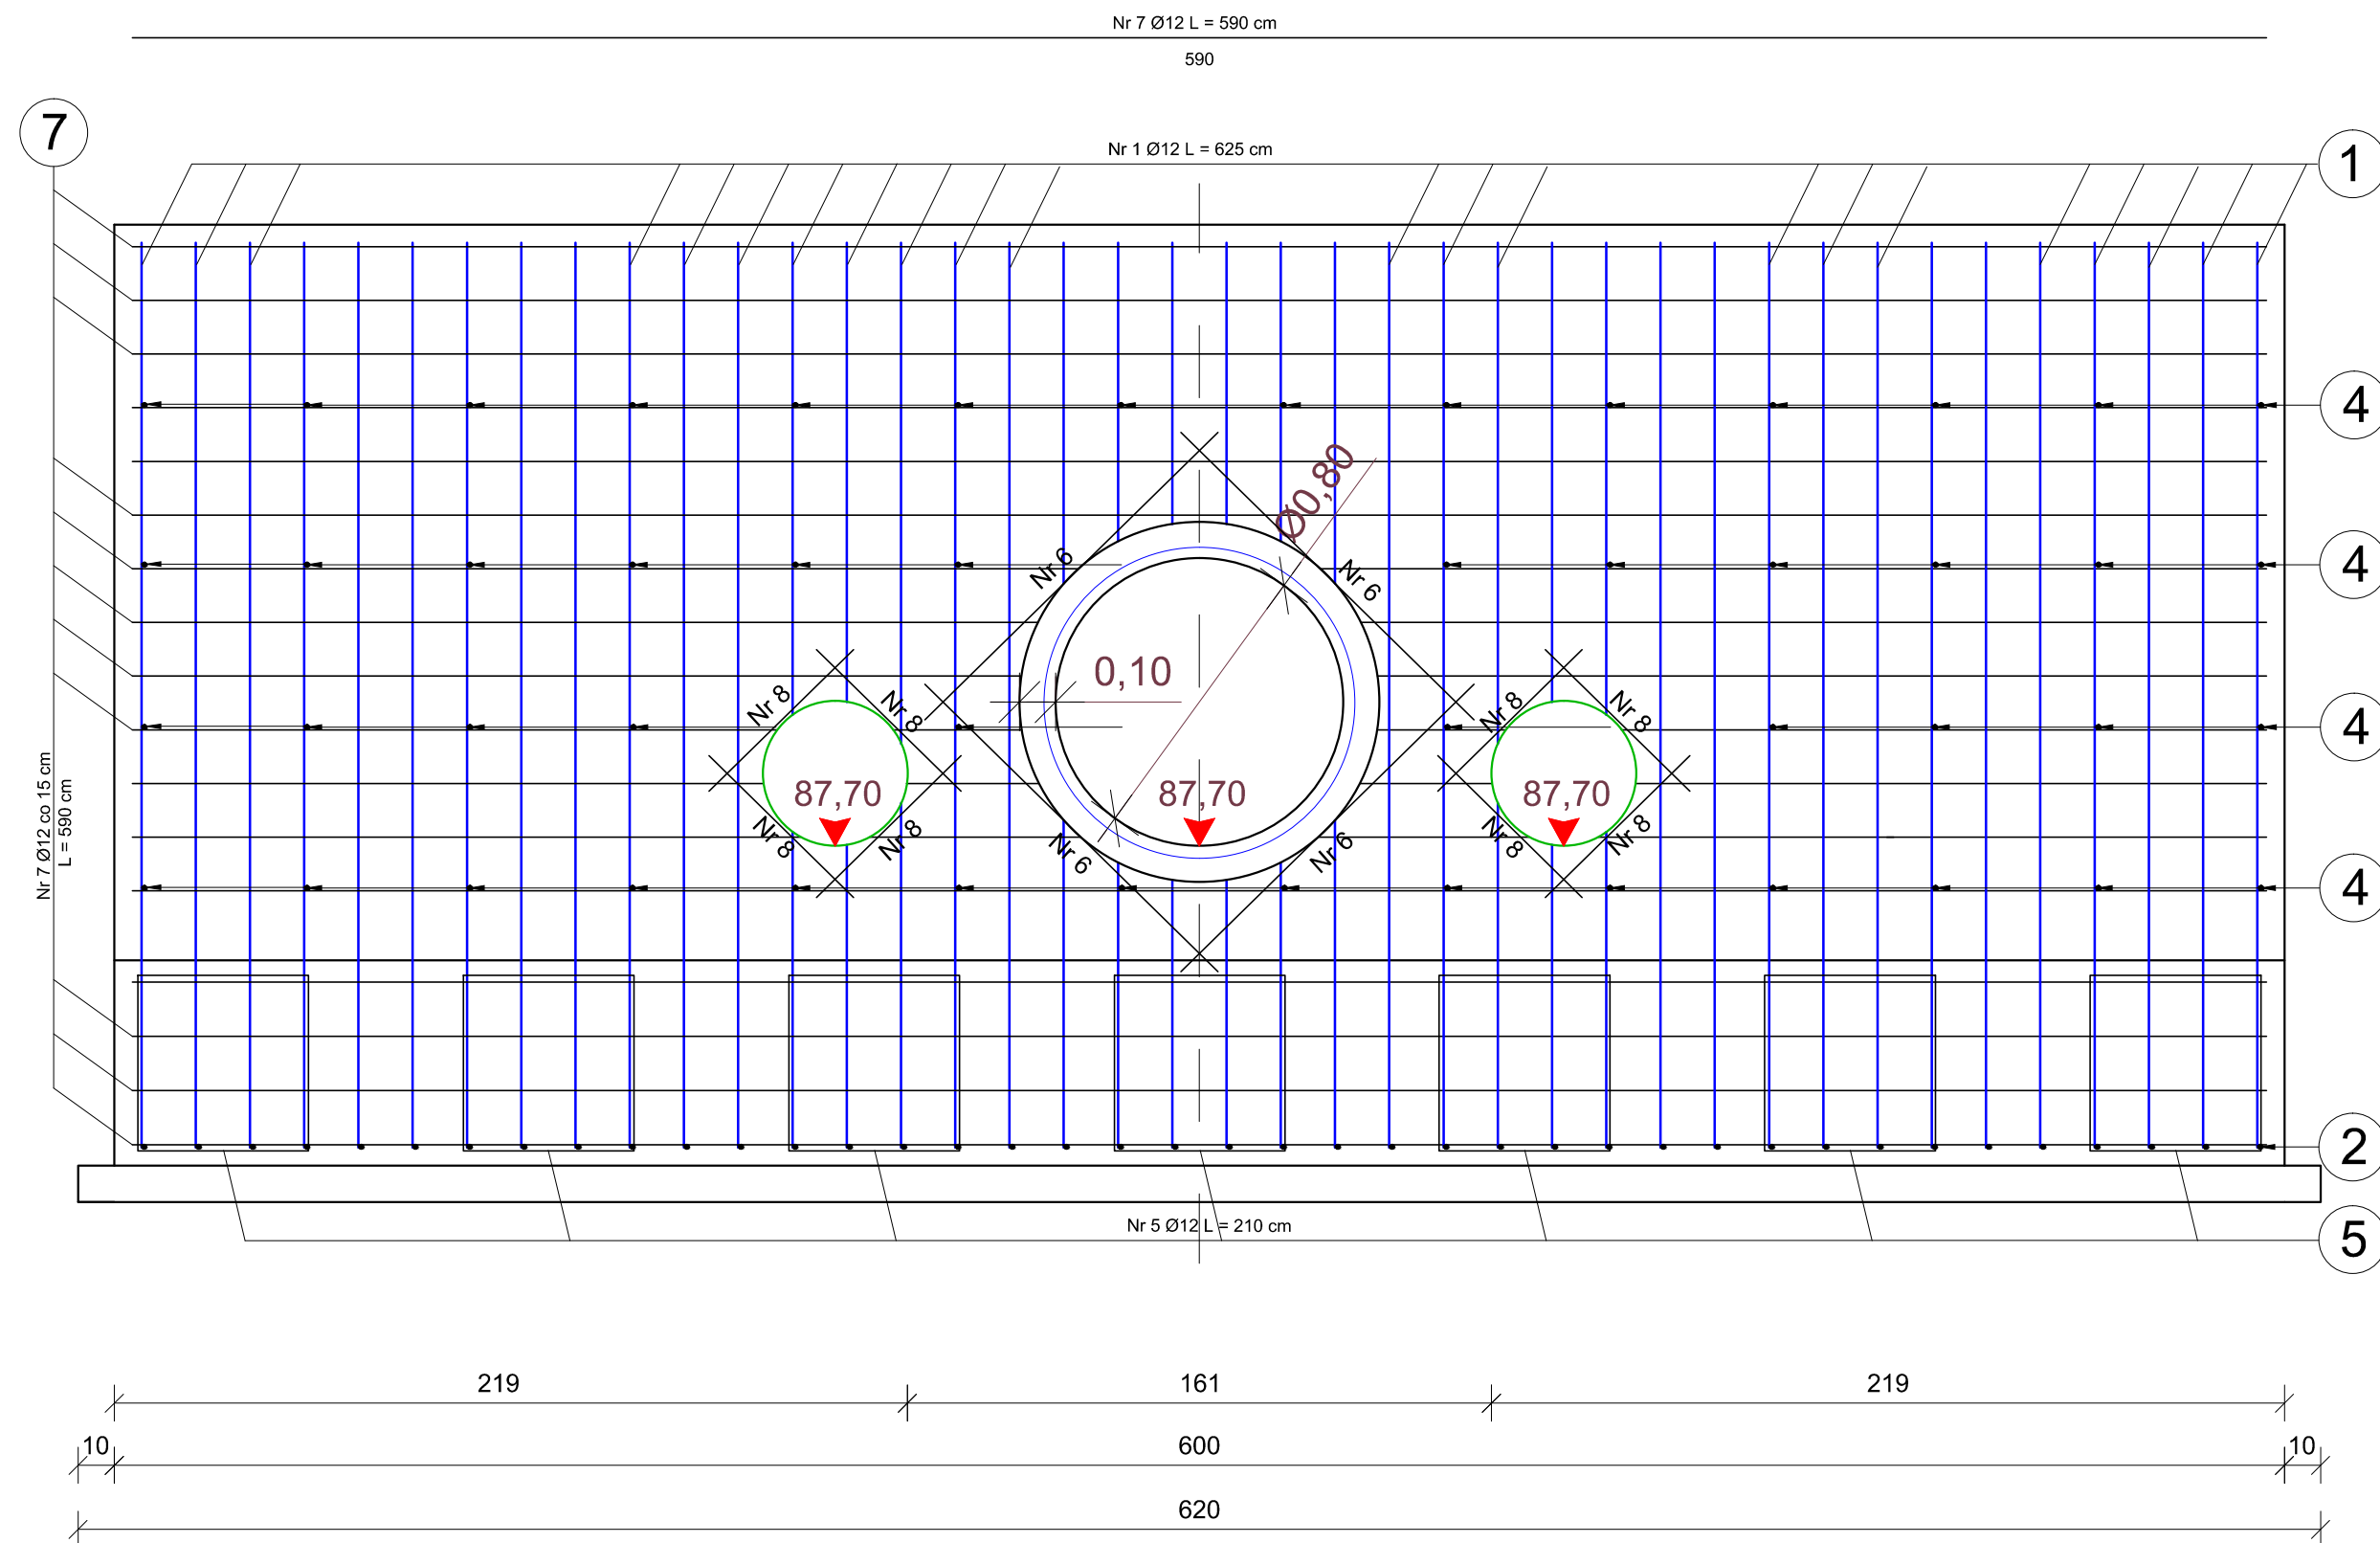 Nr 7 Ø12 L = 590 cm
590
7
Nr 1 Ø12 L = 625 cm
1
4
Ø0,80
Nr 6
Nr 6
4
0,10
Nr 8
Nr 8
Nr 8
Nr 8
4
87,70
87,70
87,70
Nr 8
Nr 8
Nr 6
Nr 6
Nr 8
Nr 8
4
Nr 7 Ø12 co 15 cm
L = 590 cm
2
Nr 5 Ø12 L = 210 cm
5
219
161
219
10
600
10
620